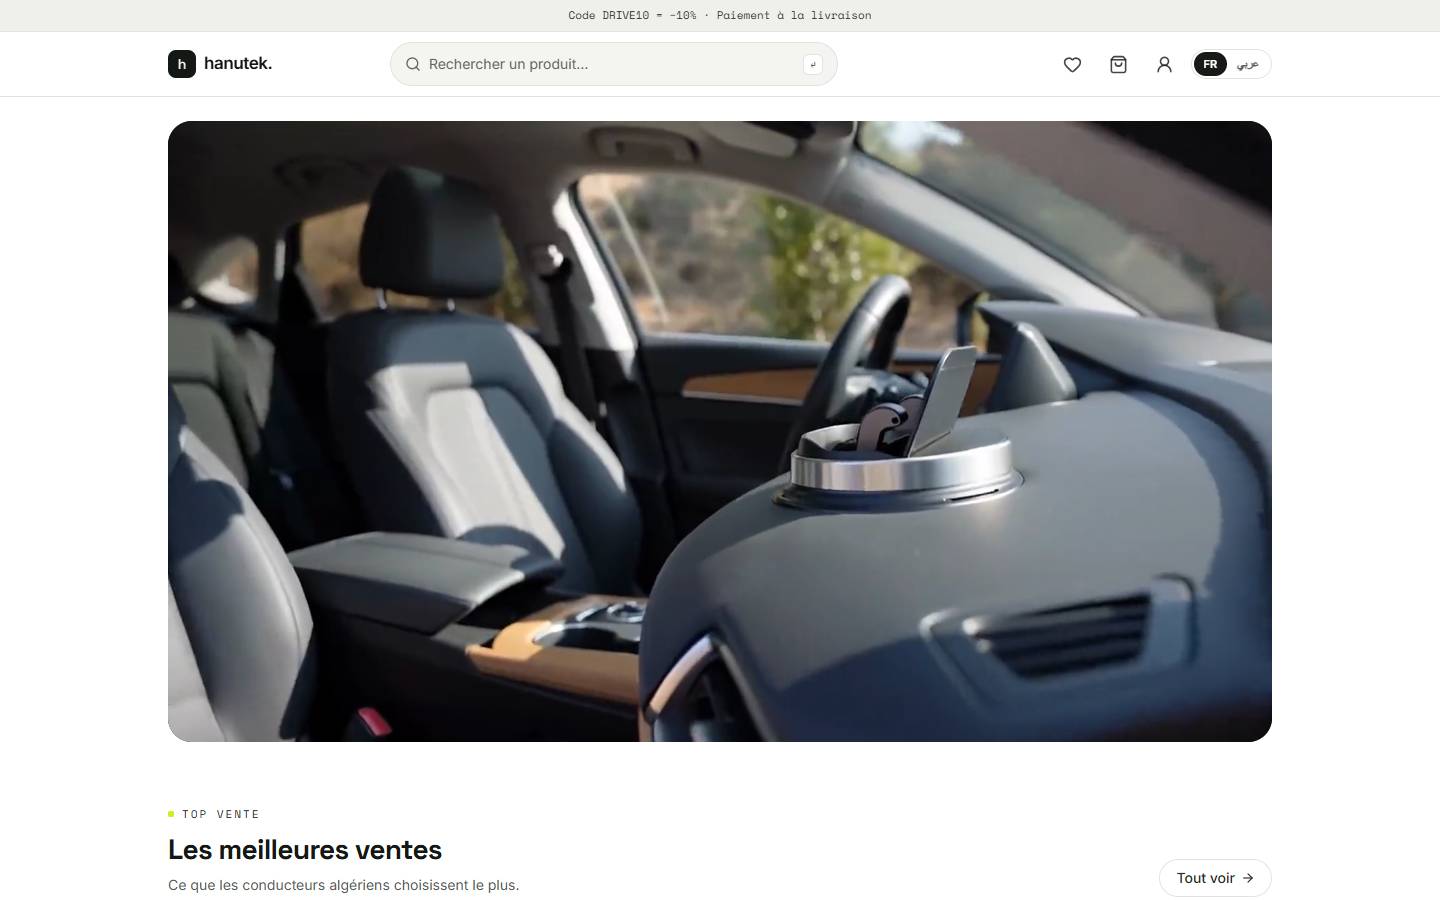 Code DRIVE10 = −10% · Paiement à la livraison
h hanutek.
Rechercher un produit...
FR عربي
TOP VENTE
Les meilleures ventes
Ce que les conducteurs algériens choisissent le plus.
Tout voir →